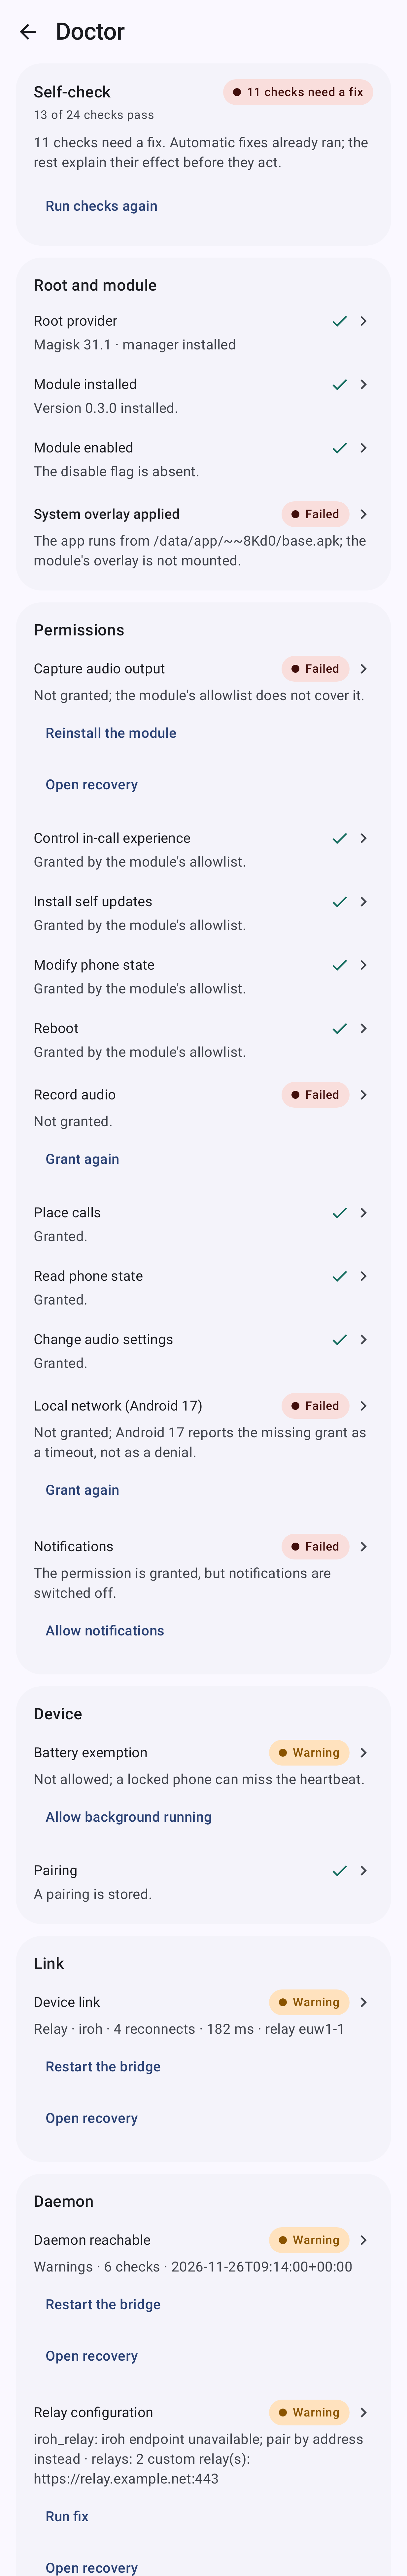 Doctor
Self-check
11 checks need a fix
13 of 24 checks pass
11 checks need a fix. Automatic fixes already ran; the
rest explain their effect before they act.
Run checks again
Root and module
Root provider
Magisk 31.1 · manager installed
Module installed
Version 0.3.0 installed.
Module enabled
The disable flag is absent.
System overlay applied
Failed
The app runs from /data/app/~~8Kd0/base.apk; the
module's overlay is not mounted.
Permissions
Capture audio output
Failed
Not granted; the module's allowlist does not cover it.
Reinstall the module
Open recovery
Control in-call experience
Granted by the module's allowlist.
Install self updates
Granted by the module's allowlist.
Modify phone state
Granted by the module's allowlist.
Reboot
Granted by the module's allowlist.
Record audio
Failed
Not granted.
Grant again
Place calls
Granted.
Read phone state
Granted.
Change audio settings
Granted.
Local network (Android 17)
Failed
Not granted; Android 17 reports the missing grant as
a timeout, not as a denial.
Grant again
Notifications
Failed
The permission is granted, but notifications are
switched off.
Allow notifications
Device
Battery exemption
Warning
Not allowed; a locked phone can miss the heartbeat.
Allow background running
Pairing
A pairing is stored.
Link
Device link
Warning
Relay · iroh · 4 reconnects · 182 ms · relay euw1-1
Restart the bridge
Open recovery
Daemon
Daemon reachable
Warning
Warnings · 6 checks · 2026-11-26T09:14:00+00:00
Restart the bridge
Open recovery
Relay configuration
Warning
iroh_relay: iroh endpoint unavailable; pair by address
instead · relays: 2 custom relay(s):
https://relay.example.net:443
Run fix
Open recovery